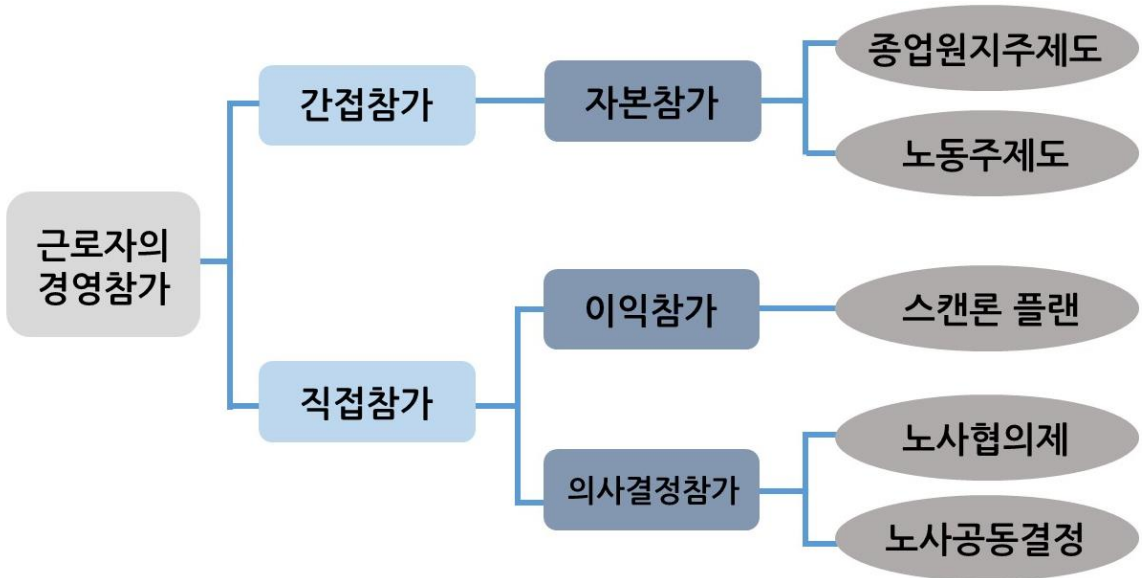 근로자의
경영참가
간접참가
자본참가
종업원지주제도
노동주제도
직접참가
이익참가
스캔론 플랜
의사결정참가
노사협의제
노사공동결정